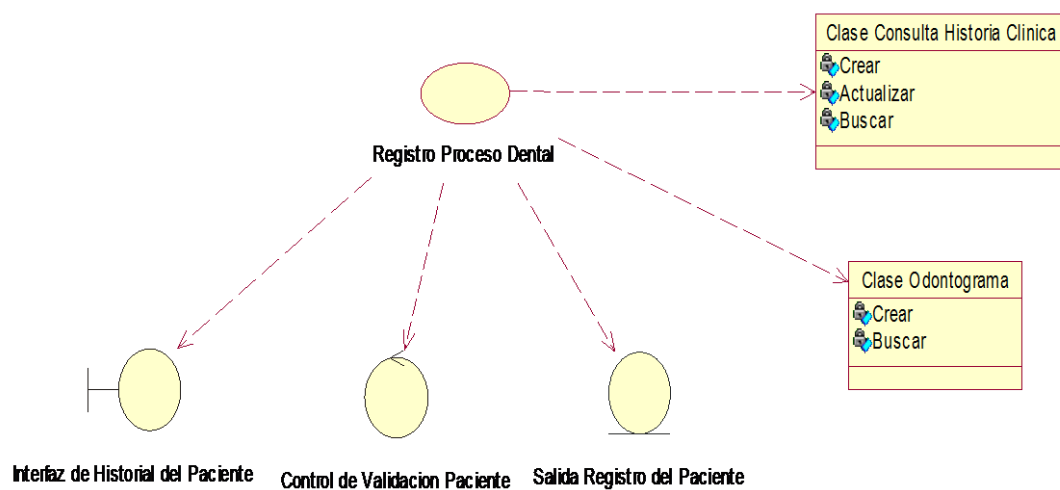 Clase Consulta Historia Clinica
Crear
Actualizar
Buscar
Registro Proceso Dental
Clase Odontograma
Crear
Buscar
Interfaz de Historial del Paciente
Control de Validacion Paciente
Salida Registro del Paciente